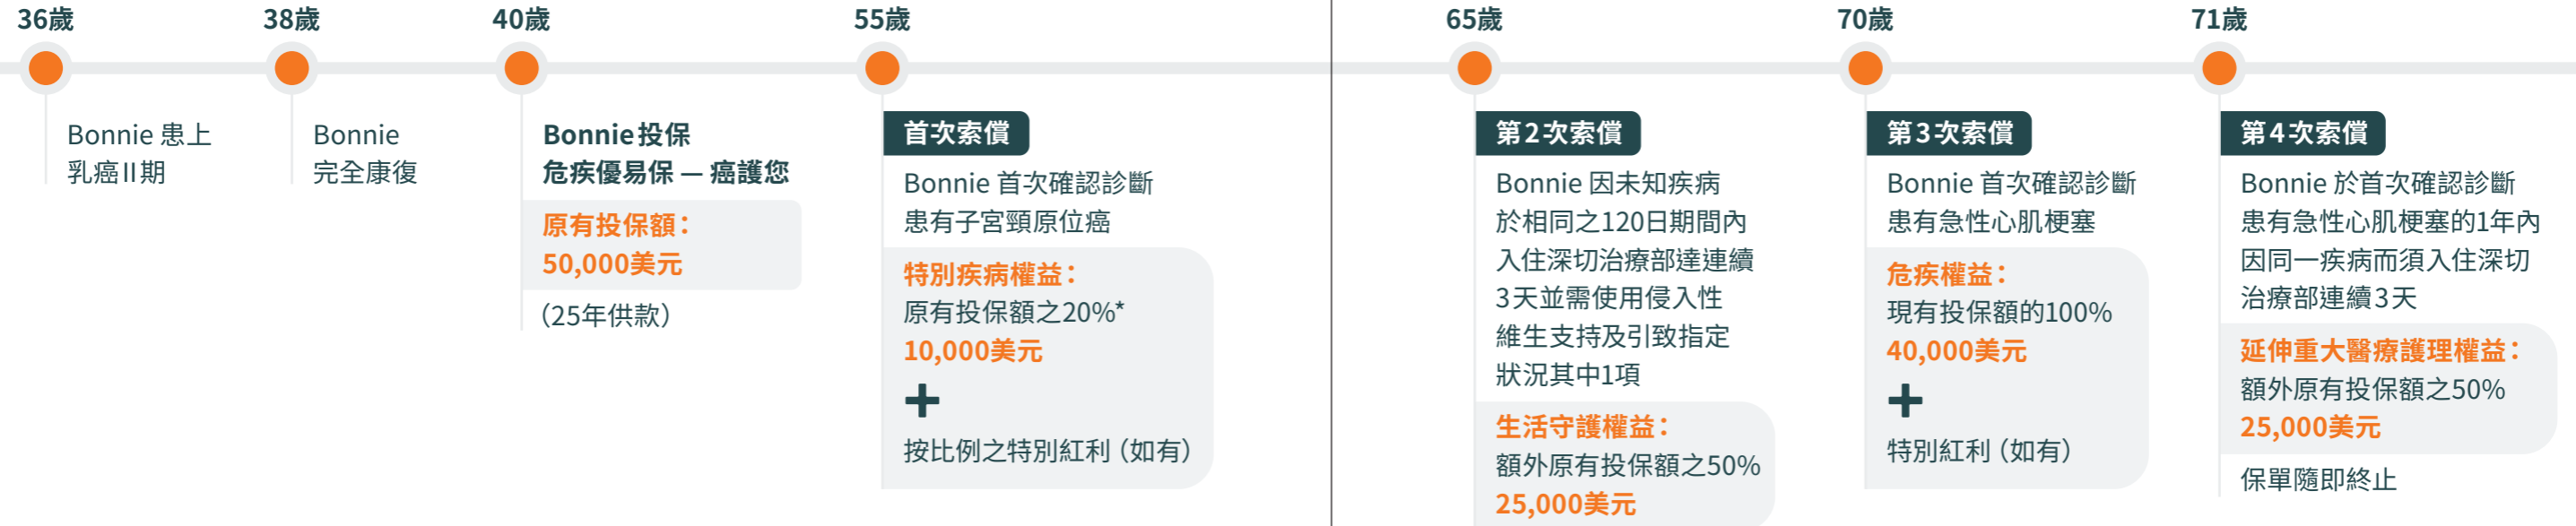 36歲
Bonnie 患上
乳癌II期
38歲
Bonnie
完全康復
40歲
Bonnie投保
危疾優易保 — 癌護您
原有投保額：
50,000美元
（25年供款）
55歲
首次索償
Bonnie 首次確認診斷
患有子宮頸原位癌
特別疾病權益：
原有投保額之20%*
10,000美元
+
按比例之特別紅利（如有）
65歲
第2次索償
Bonnie 因未知疾病
於相同之120日期間內
入住深切治療部達連續
3天並需使用侵入性
維生支持及引致指定
狀況其中1項
生活守護權益：
額外原有投保額之50%
25,000美元
70歲
第3次索償
Bonnie 首次確認診斷
患有急性心肌梗塞
危疾權益：
現有投保額的100%
40,000美元
+
特別紅利（如有）
71歲
第4次索償
Bonnie 於首次確認診斷
患有急性心肌梗塞的1年內
因同一疾病而須入住深切
治療部連續3天
延伸重大醫療護理權益：
額外原有投保額之50%
25,000美元
保單隨即終止